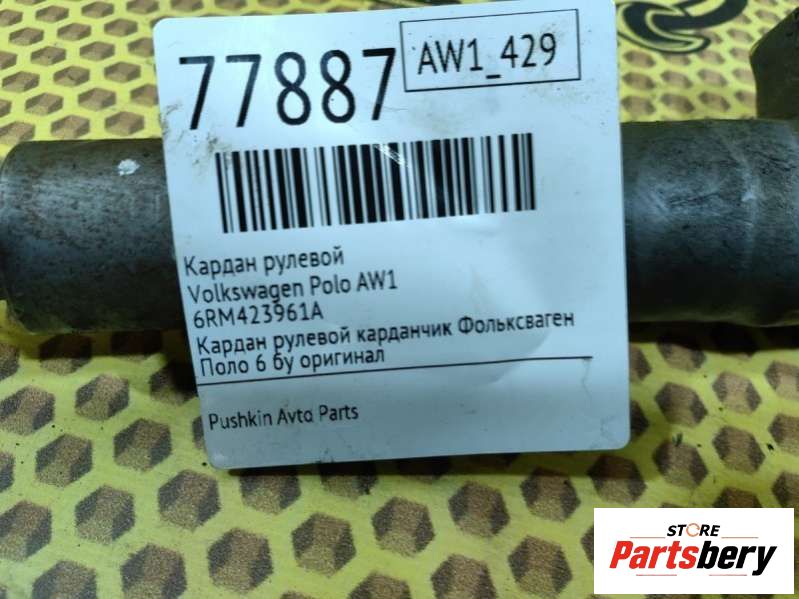 77887
AW1_429
Кардан рулевой
Volkswagen Polo AW1
6RM423961A
Кардан рулевой карданчик Фольксваген
Поло 6 бу оригинал
Pushkin Avto Parts
STORE
Partsbery